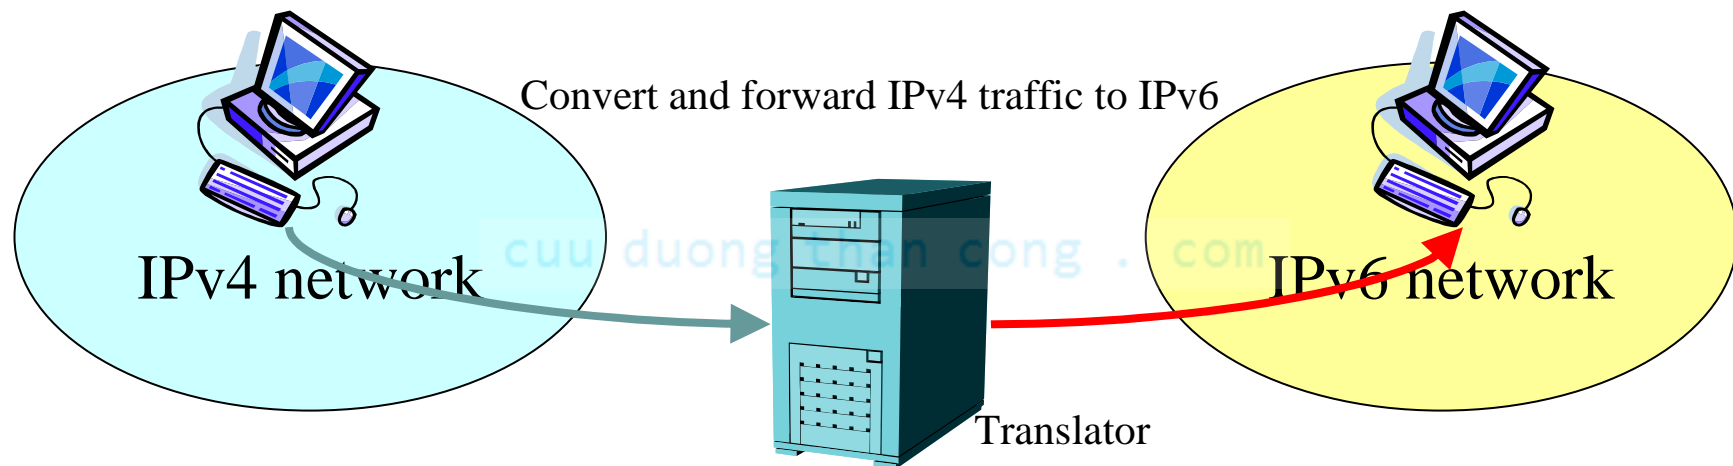 Convert and forward IPv4 traffic to IPv6
cuu duong than cong . com
IPv4 network
IPv6 network
Translator